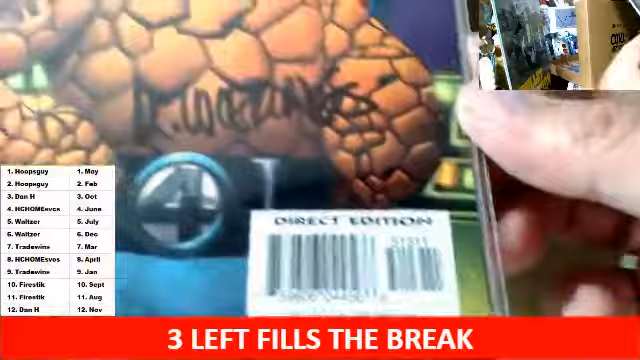 4
DIRECT EDITION
1. Hoopsguy 1. May
2. Hoopsguy 2. Feb
3. Dan H 3. Oct
4. HCHOMEsvcs 4. June
5. Waltzer 5. July
6. Waltzer 6. Dec
7. Tradewins 7. Mar
8. HCHOMEsvcs 8. April
9. Tradewins 9. Jan
10. Firestik 10. Sept
11. Firestik 11. Aug
12. Dan H 12. Nov
3 LEFT FILLS THE BREAK